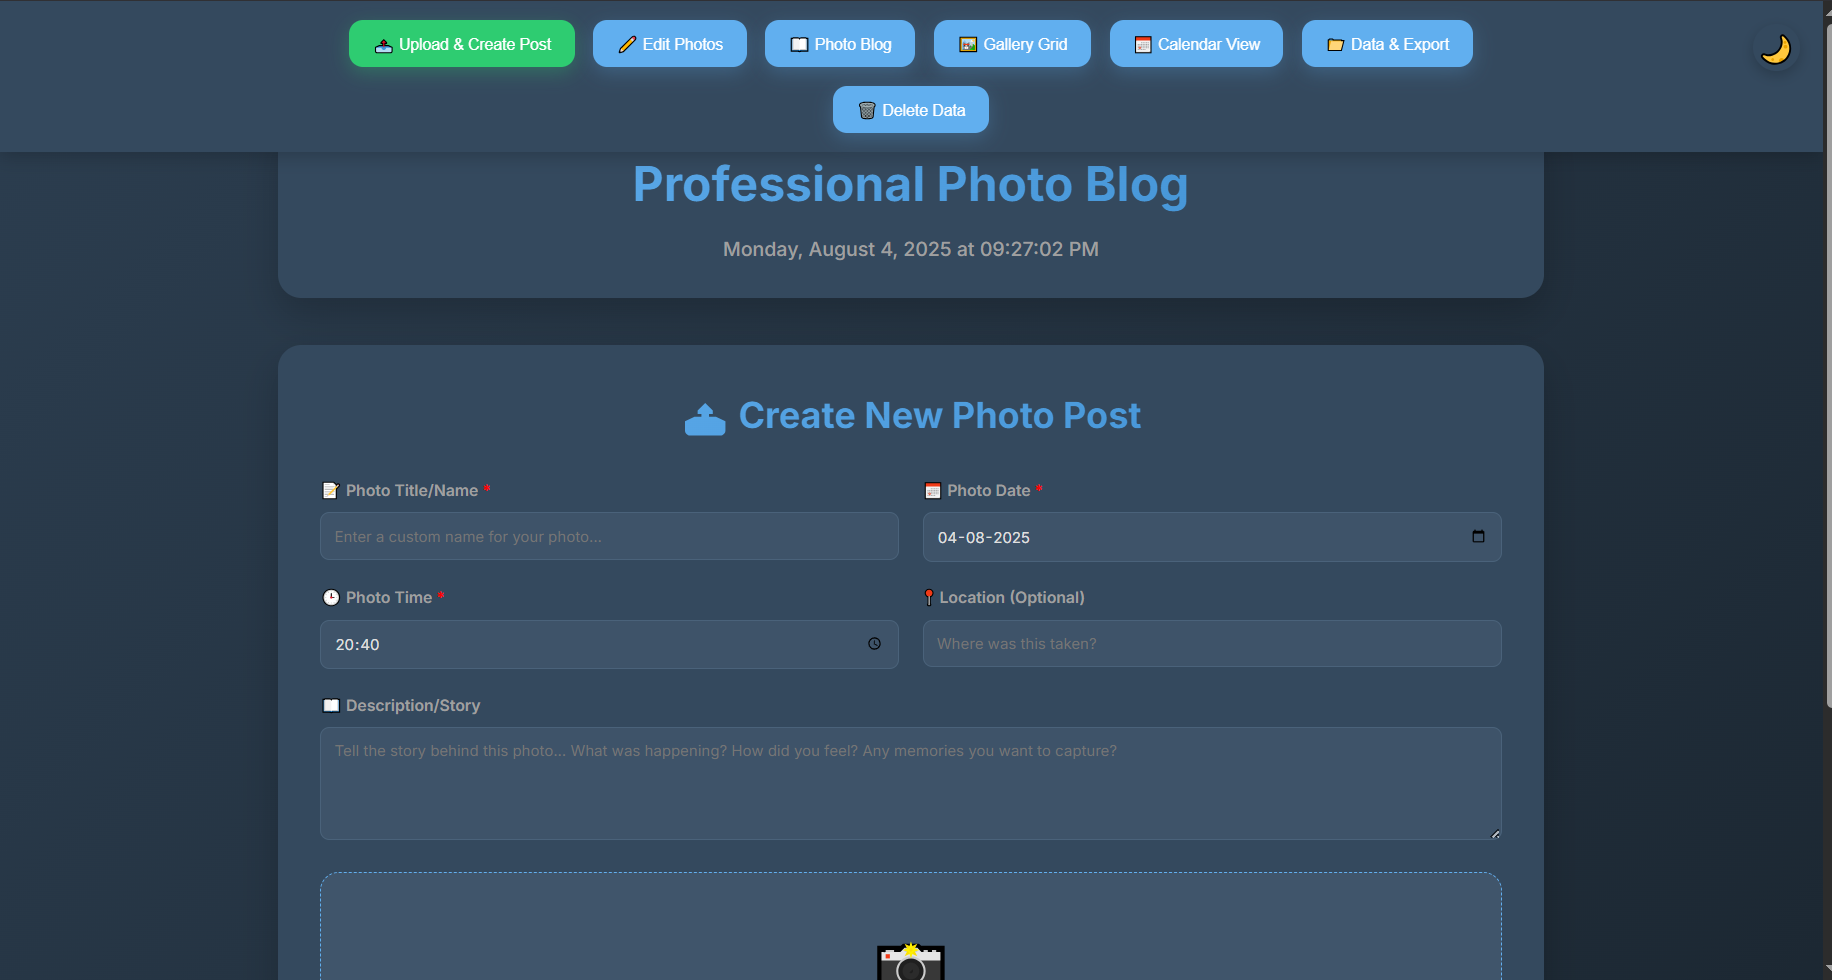 Upload & Create Post
Edit Photos
Photo Blog
Gallery Grid
Calendar View
Data & Export
Delete Data
Professional Photo Blog
Monday, August 4, 2025 at 09:27:02 PM
Create New Photo Post
Photo Title/Name *
Photo Date *
Enter a custom name for your photo...
04-08-2025
Photo Time *
Location (Optional)
20:40
Where was this taken?
Description/Story
Tell the story behind this photo... What was happening? How did you feel? Any memories you want to capture?